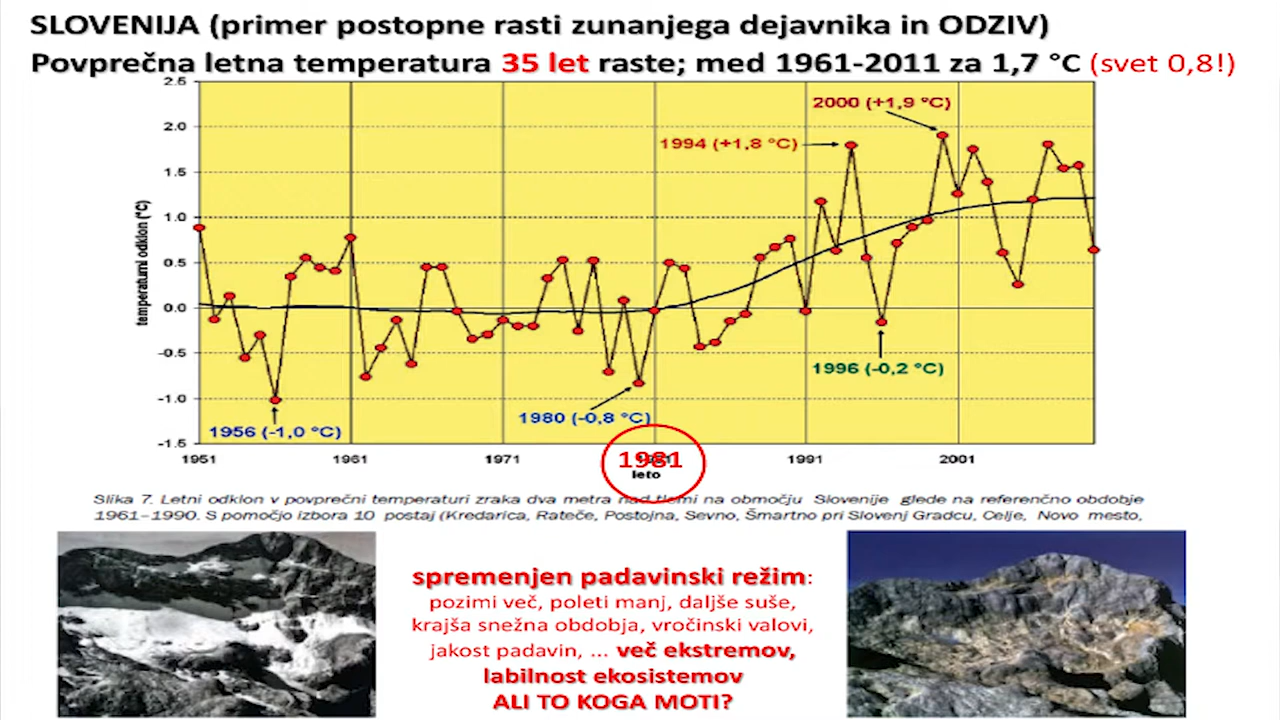 SLOVENIJA (primer postopne rasti zunanjega dejavnika in ODZIV)
Povprečna letna temperatura 35 let raste; med 1961-2011 za 1,7 °C (svet 0,8!)
2.5
2.0
1.5
1.0
0.5
0.0
-0.5
-1.0
-1.5
temperaturni odklon (°C)
2000 (+1,9 °C)
1994 (+1,8 °C)
1996 (-0,2 °C)
1980 (-0,8 °C)
1956 (-1,0 °C)
1951 1961 1971 1981 1991 2001
leto
Slika 7. Letni odklon v povprečni temperaturi zraka dva metra nad tlemi na območju Slovenije glede na referenčno obdobje
1961–1990. S pomočjo izbora 10 postaj (Kredarica, Rateče, Postojna, Sevno, Šmartno pri Slovenj Gradcu, Celje, Novo mesto,
spremenjen padavinski režim:
pozimi več, poleti manj, daljše suše,
krajša snežna obdobja, vročinski valovi,
jakost padavin, ... več ekstremov,
labilnost ekosistemov
ALI TO KOGA MOTI?